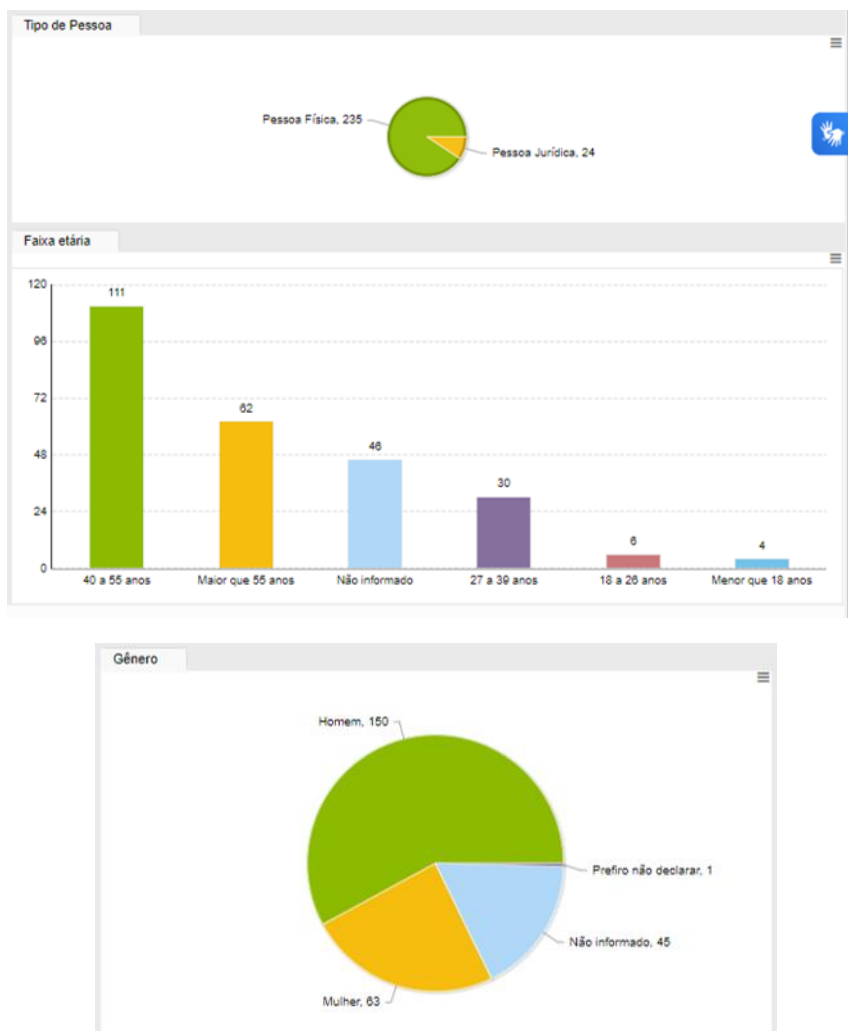 Tipo de Pessoa
Pessoa Física, 235
Pessoa Jurídica, 24
Faixa etária
120
96
72
48
24
0
111
62
46
30
6
4
40 a 55 anos
Maior que 55 anos
Não informado
27 a 39 anos
18 a 26 anos
Menor que 18 anos
Gênero
Homem, 150
Prefiro não declarar, 1
Não informado, 45
Mulher, 63